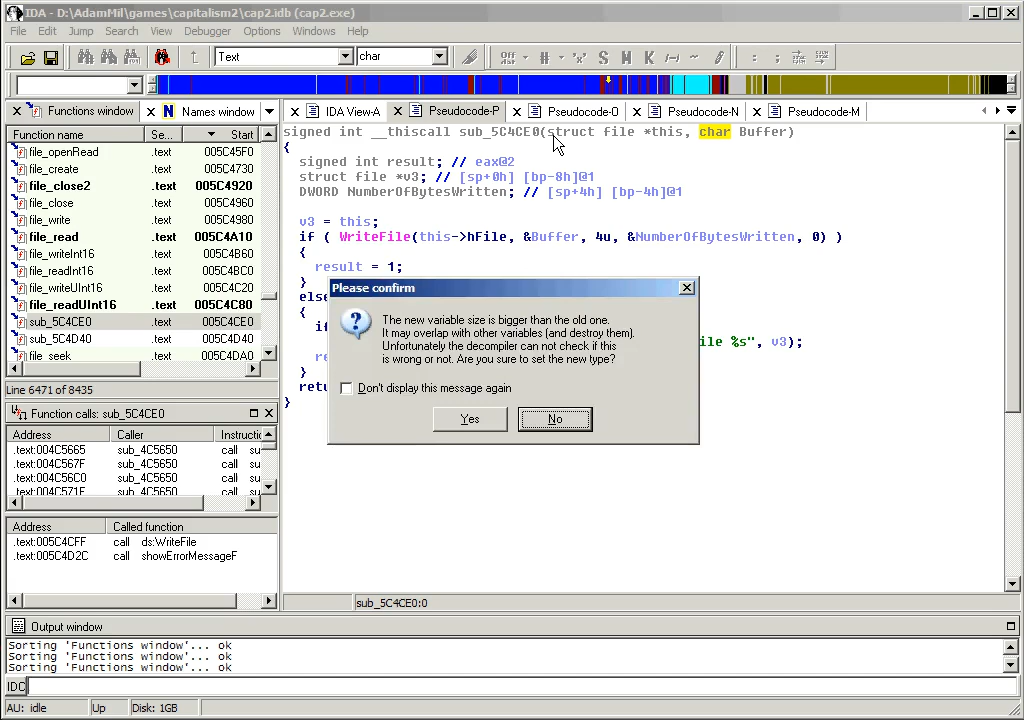 IDA - D:\AdamMil\games\capitalism2\cap2.idb (cap2.exe)
File Edit Jump Search View Debugger Options Windows Help
Text char
Functions window Names window IDA View-A Pseudocode-P Pseudocode-O Pseudocode-N Pseudocode-M
Function name Se... Start
file_openRead .text 005C45F0
file_create .text 005C4730
file_close2 .text 005C4920
file_close .text 005C4960
file_write .text 005C4980
file_read .text 005C4A10
file_writeInt16 .text 005C4B60
file_readInt16 .text 005C4BC0
file_writeUInt16 .text 005C4C20
file_readUInt16 .text 005C4C80
sub_5C4CE0 .text 005C4CE0
sub_5C4D40 .text 005C4D40
file_seek .text 005C4DA0
Line 6471 of 8435
signed int __thiscall sub_5C4CE0(struct file *this, char Buffer)
{
signed int result; // eax@2
struct file *v3; // [sp+0h] [bp-8h]@1
DWORD NumberOfBytesWritten; // [sp+4h] [bp-4h]@1
v3 = this;
if ( WriteFile(this->hFile, &Buffer, 4u, &NumberOfBytesWritten, 0) )
{
result = 1;
}
else
{
if
ile %s", v3);
re
}
retu
}
Please confirm
The new variable size is bigger than the old one.
It may overlap with other variables (and destroy them).
Unfortunately the decompiler can not check if this
is wrong or not. Are you sure to set the new type?
Don't display this message again
Yes No
Function calls: sub_5C4CE0
Address Caller Instructic
.text:004C5665 sub_4C5650 call su
.text:004C567F sub_4C5650 call su
.text:004C56C0 sub_4C5650 call su
.text:004C571F sub_4C5650 call su
Address Called function
.text:005C4CFF call ds:WriteFile
.text:005C4D2C call showErrorMessageF
sub_5C4CE0:0
Output window
Sorting 'Functions window'... ok
Sorting 'Functions window'... ok
Sorting 'Functions window'... ok
IDC
AU: idle Up Disk: 1GB